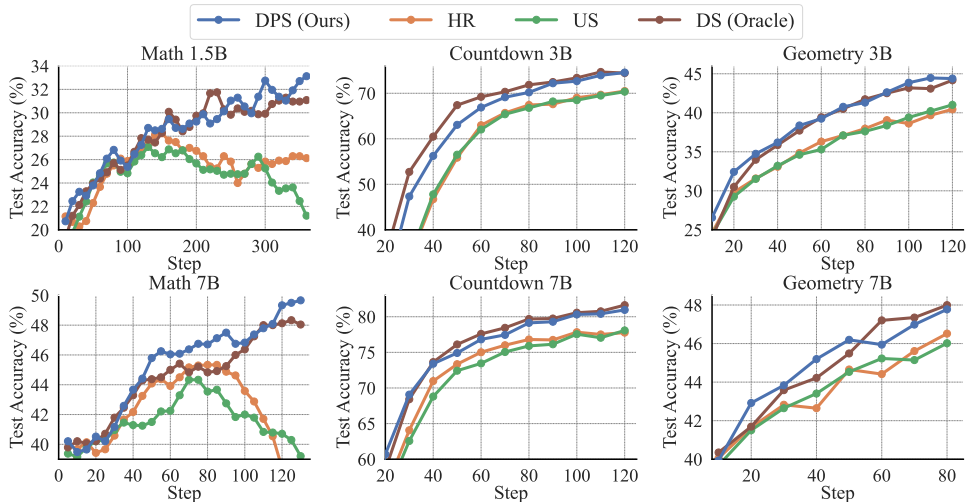 DPS (Ours) HR US DS (Oracle)
Math 1.5B
Test Accuracy (%)
34
32
30
28
26
24
22
20
0 100 200 300
Step
Countdown 3B
Test Accuracy (%)
70
60
50
40
20 40 60 80 100 120
Step
Geometry 3B
Test Accuracy (%)
45
40
35
30
25
20 40 60 80 100 120
Step
Math 7B
Test Accuracy (%)
50
48
46
44
42
40
0 20 40 60 80 100 120
Step
Countdown 7B
Test Accuracy (%)
80
75
70
65
60
20 40 60 80 100 120
Step
Geometry 7B
Test Accuracy (%)
48
46
44
42
40
20 40 60 80
Step